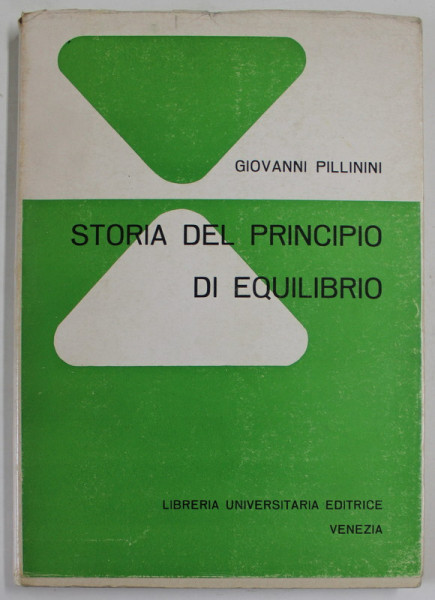 GIOVANNI PILLININI
STORIA DEL PRINCIPIO
DI EQUILIBRIO
LIBRERIA UNIVERSITARIA EDITRICE
VENEZIA